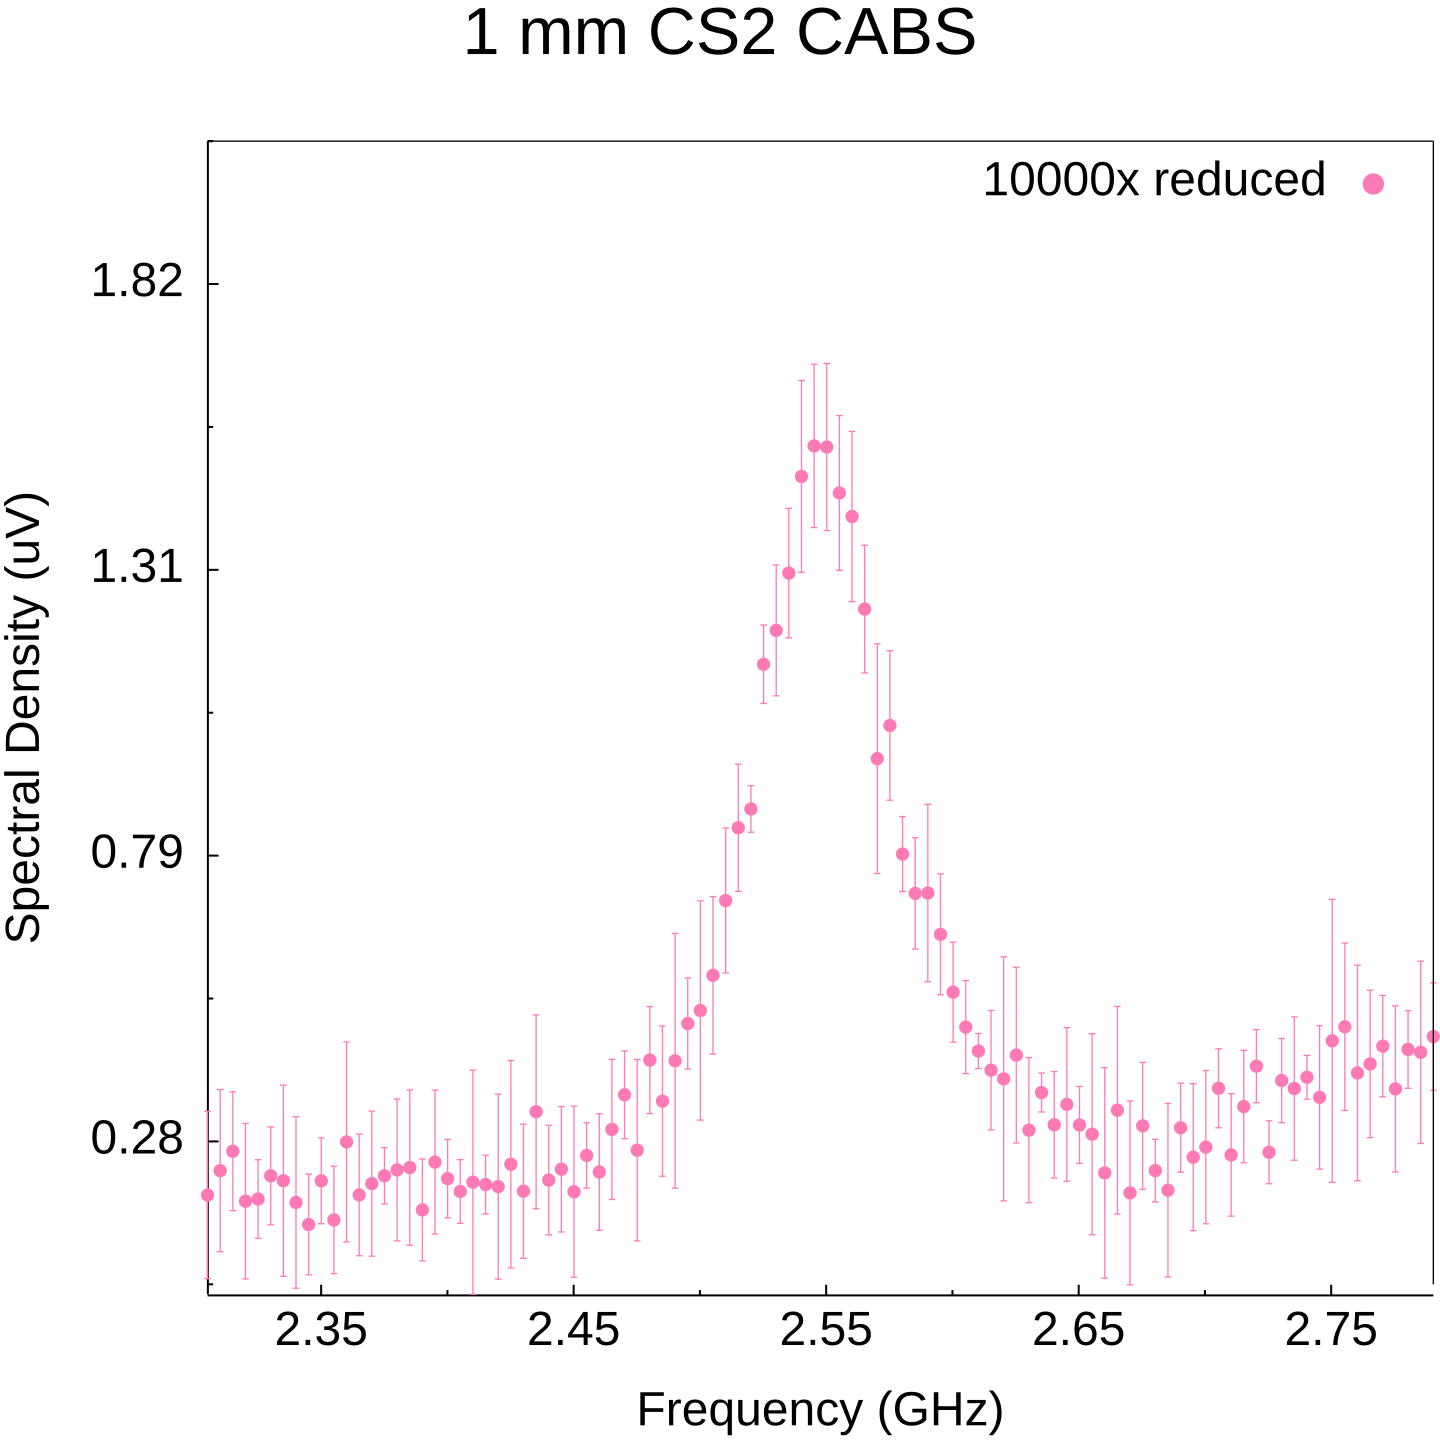 1 mm CS2 CABS
10000x reduced
1.82
1.31
0.79
0.28
Spectral Density (uV)
2.35
2.45
2.55
2.65
2.75
Frequency (GHz)